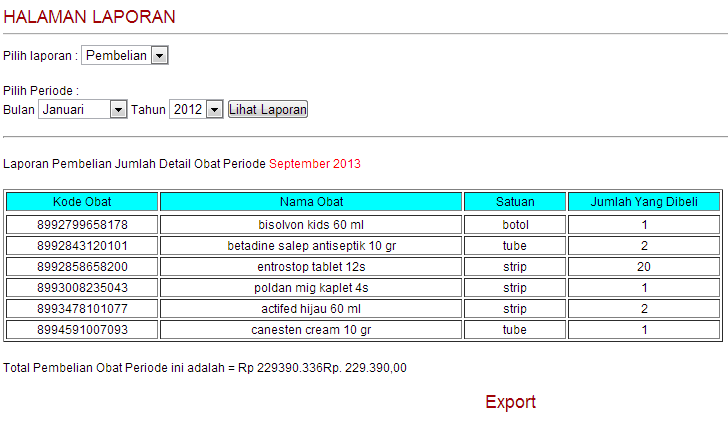 HALAMAN LAPORAN
Pilih laporan : Pembelian
Pilih Periode :
Bulan Januari Tahun 2012 Lihat Laporan
Laporan Pembelian Jumlah Detail Obat Periode September 2013
Kode Obat Nama Obat Satuan Jumlah Yang Dibeli
8992799658178 bisolvon kids 60 ml botol 1
8992843120101 betadine salep antiseptik 10 gr tube 2
8992858658200 entrostop tablet 12s strip 20
8993008235043 poldan mig kaplet 4s strip 1
8993478101077 actifed hijau 60 ml strip 2
8994591007093 canesten cream 10 gr tube 1
Total Pembelian Obat Periode ini adalah = Rp 229390.336Rp. 229.390,00
Export